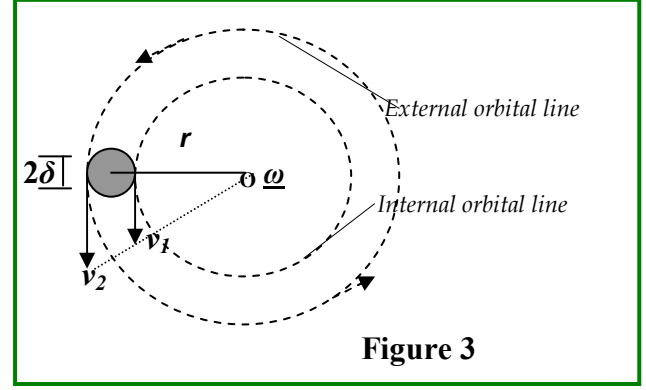 External orbital line
r
2δ
O ω
Internal orbital line
v1
v2
Figure 3